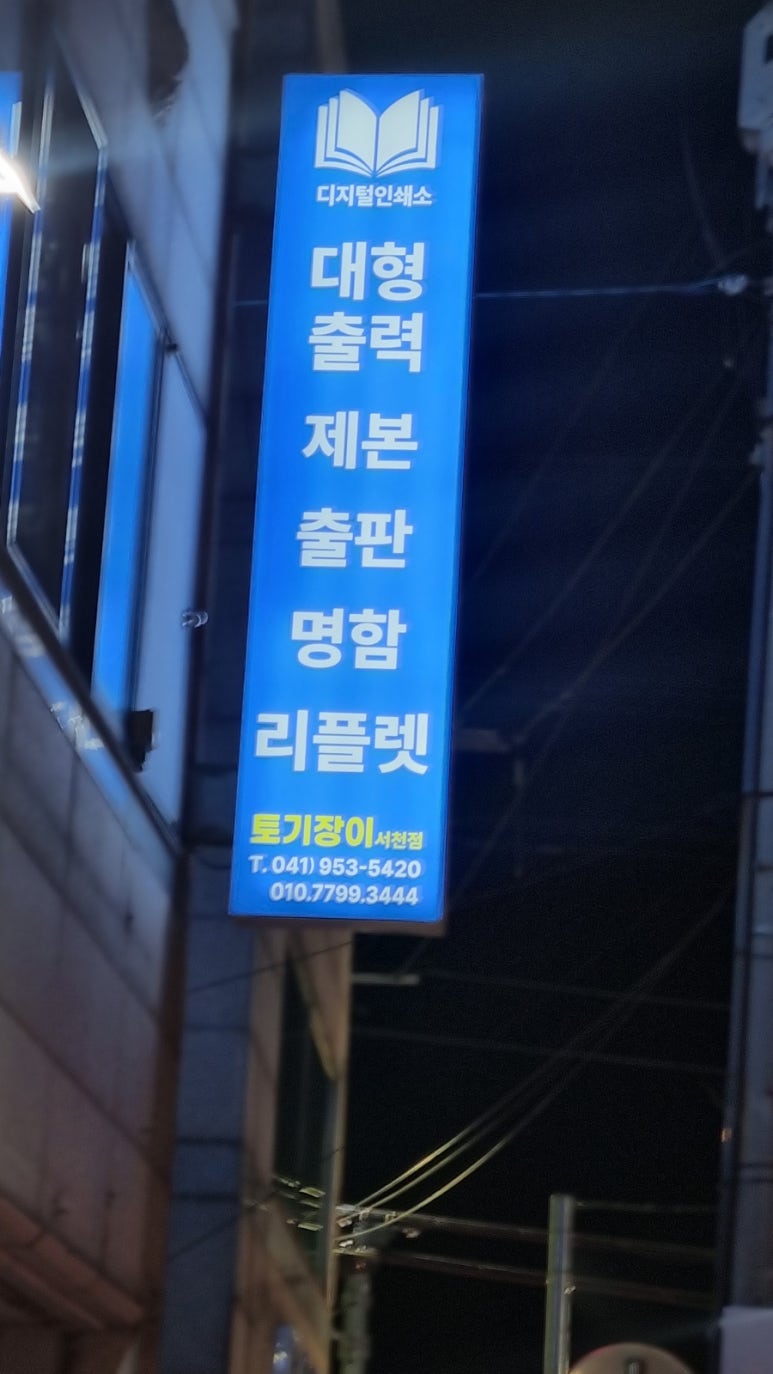 디지털인쇄소
대형
출력
제본
출판
명함
리플렛
토기장이 서천점
T. 041) 953-5420
010.7799.3444